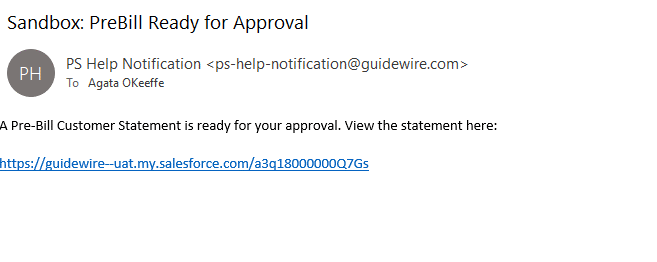 Sandbox: PreBill Ready for Approval
PH
PS Help Notification <ps-help-notification@guidewire.com>
To Agata OKeeffe
A Pre-Bill Customer Statement is ready for your approval. View the statement here:
https://guidewire--uat.my.salesforce.com/a3q18000000Q7Gs